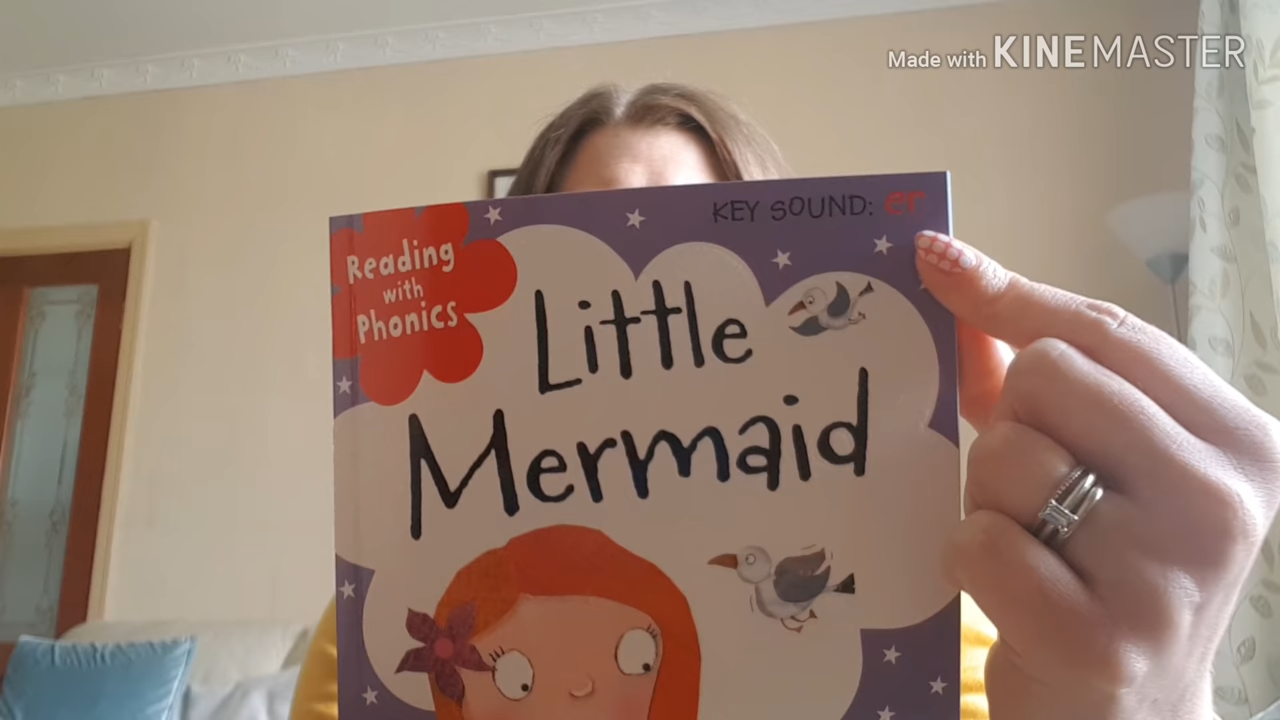 Made with KINEMASTER
KEY SOUND: er
Reading
with
Phonics
Little
Mermaid